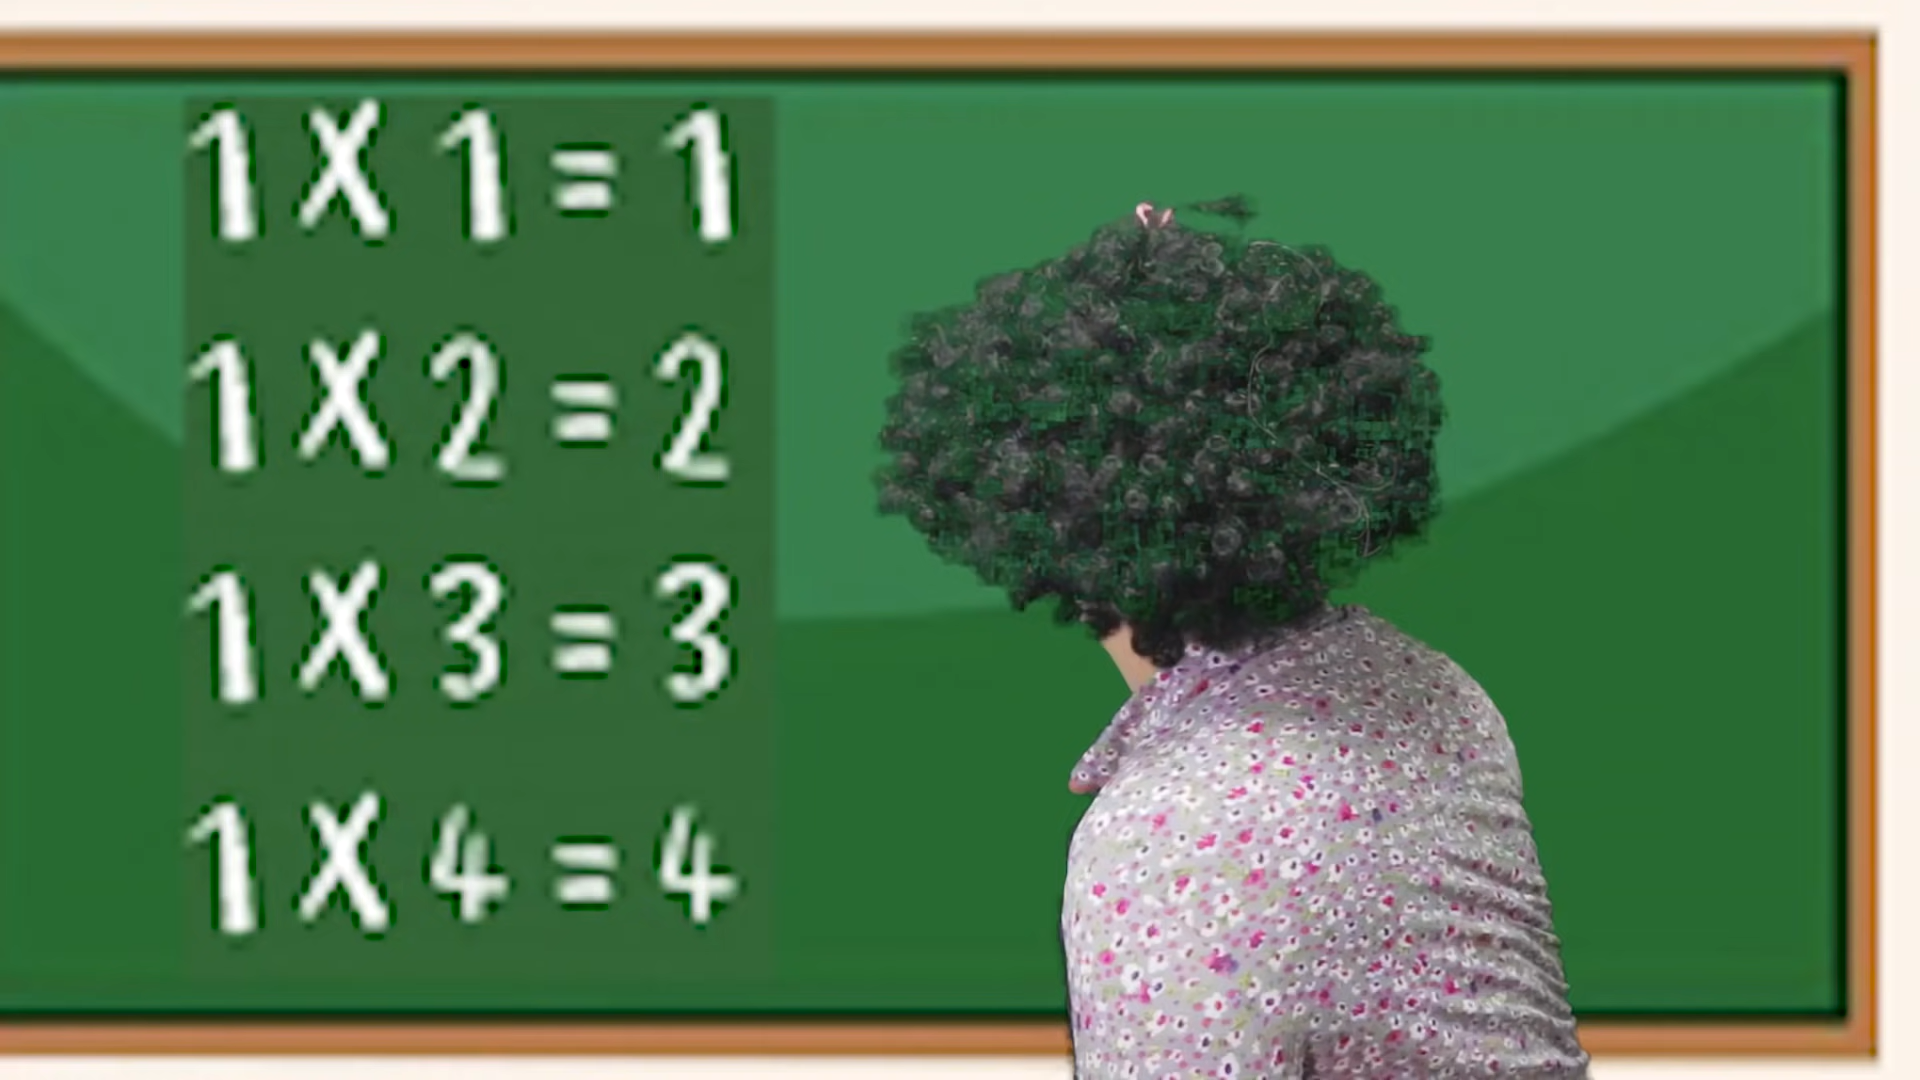 1 X 1 = 1
1 X 2 = 2
1 X 3 = 3
1 X 4 = 4